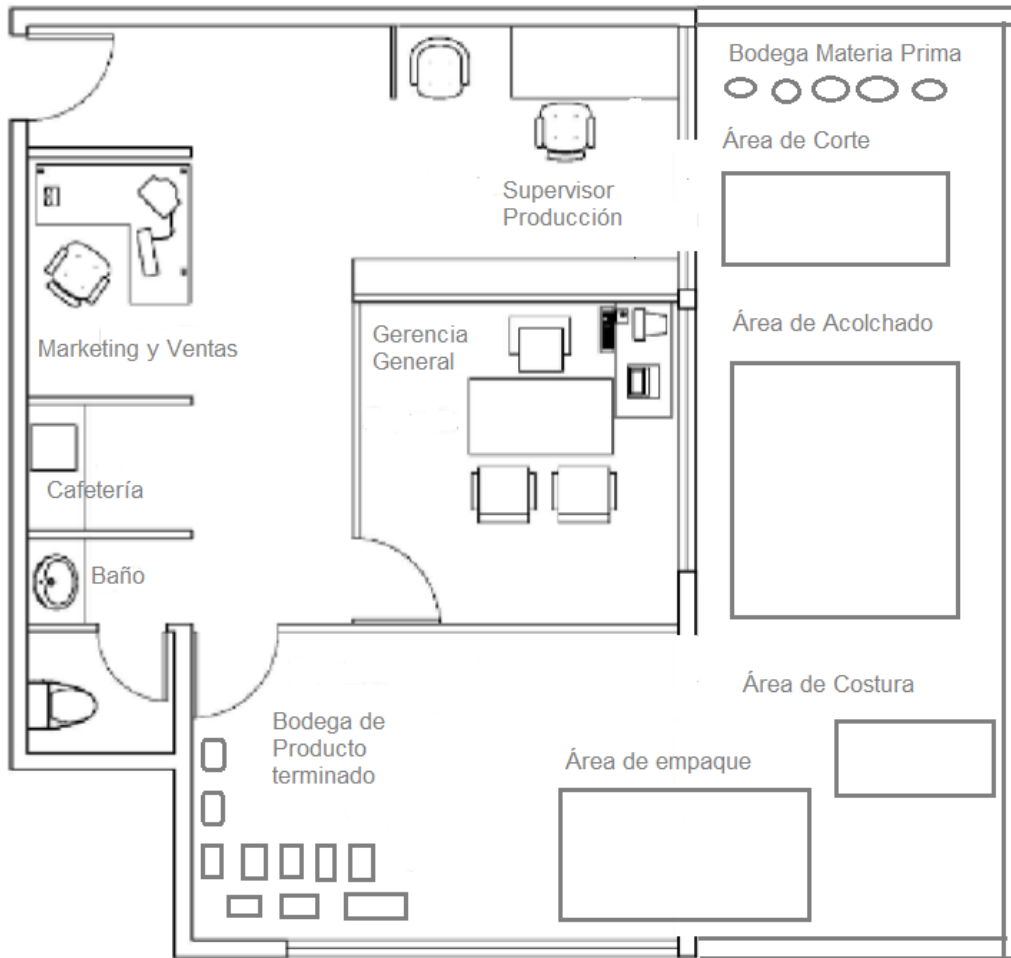 Bodega Materia Prima
Área de Corte
Supervisor
Producción
Área de Acolchado
Gerencia
General
Marketing y Ventas
Cafetería
Baño
Área de Costura
Bodega de
Producto
terminado
Área de empaque